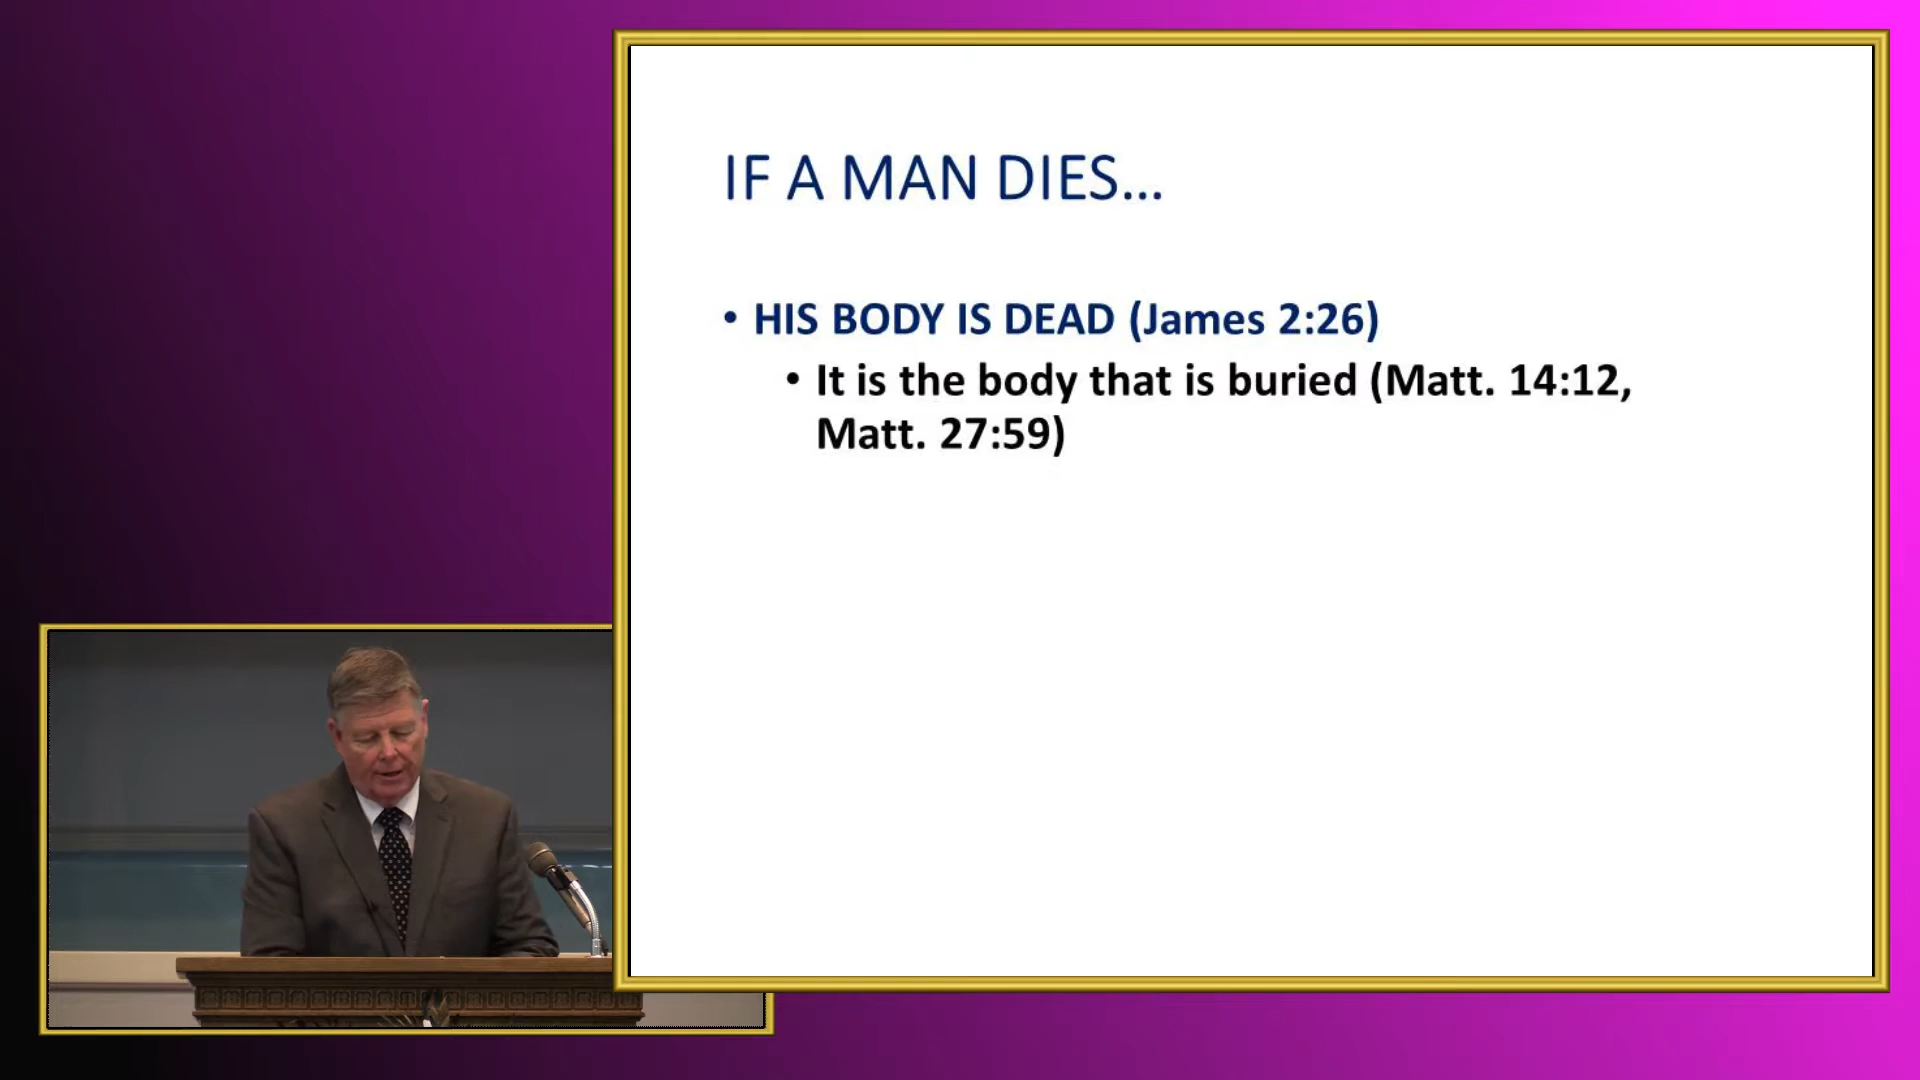 IF A MAN DIES...
• HIS BODY IS DEAD (James 2:26)
• It is the body that is buried (Matt. 14:12,
Matt. 27:59)